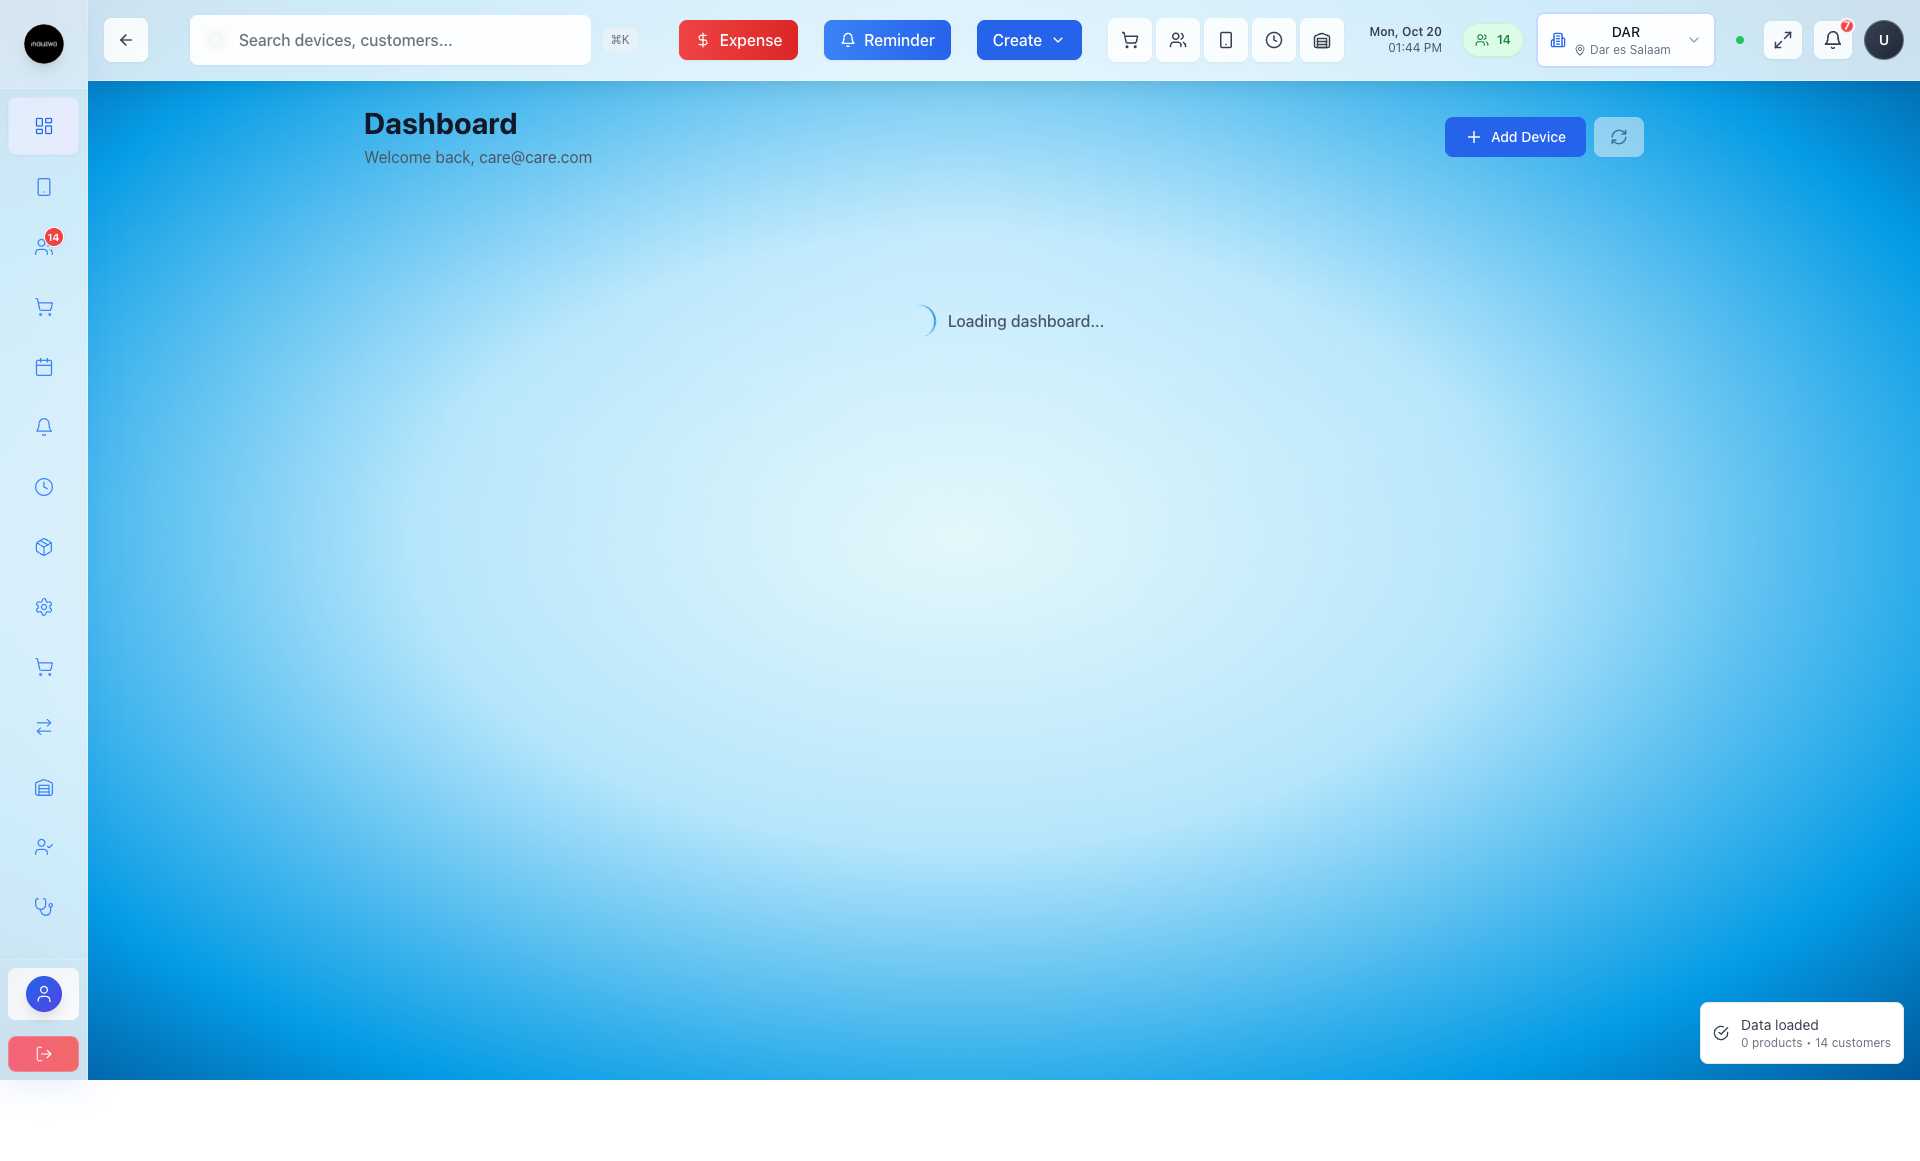 inauzwa
Search devices, customers...
⌘K
Expense
Reminder
Create
Mon, Oct 20
01:44 PM
14
DAR
Dar es Salaam
7
U
14
Dashboard
Welcome back, care@care.com
Add Device
Loading dashboard...
Data loaded
0 products • 14 customers